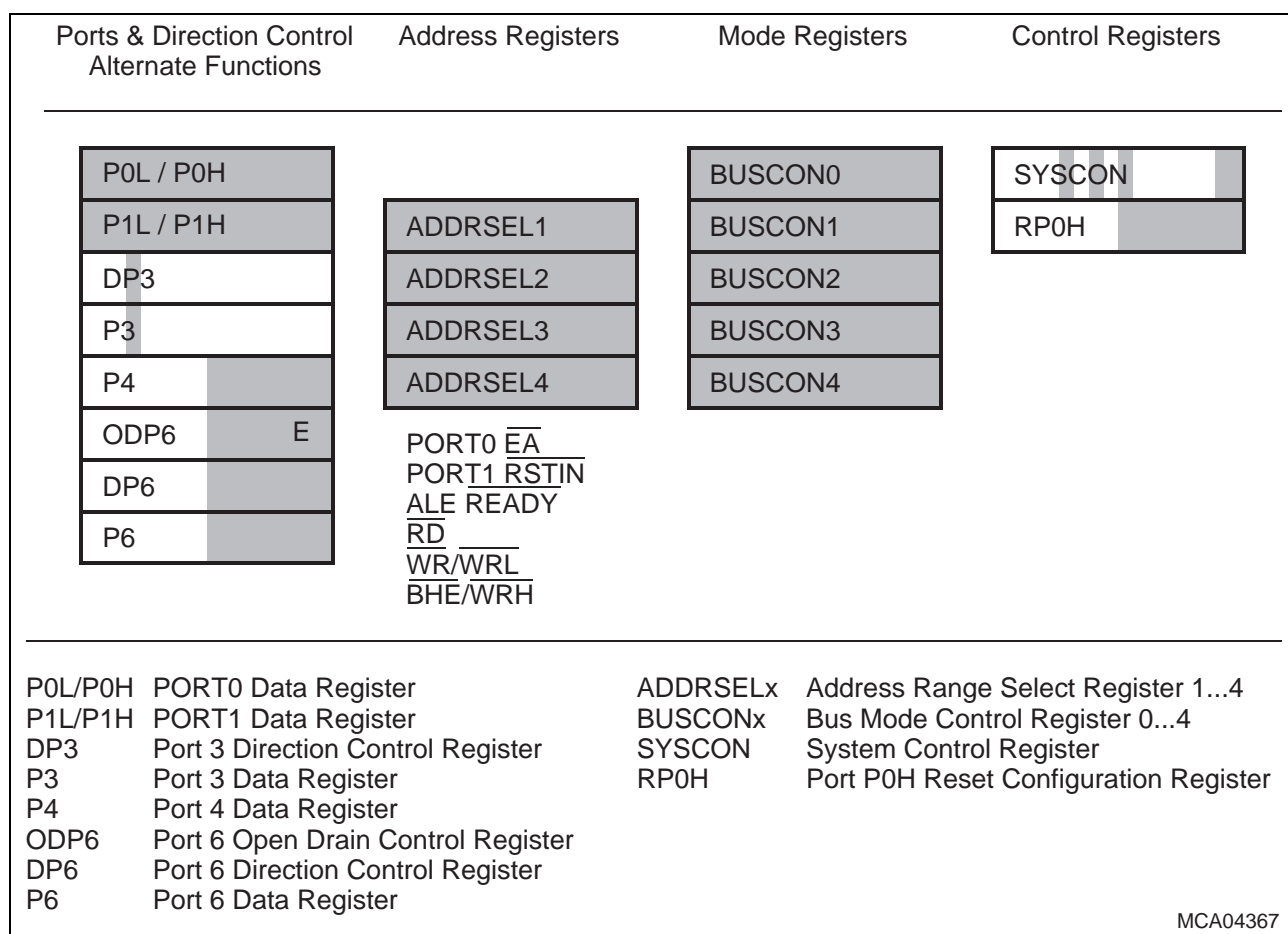 Ports & Direction Control
Alternate Functions
Address Registers
Mode Registers
Control Registers
P0L / P0H
P1L / P1H
DP3
P3
P4
ODP6 E
DP6
P6
ADDRSEL1
ADDRSEL2
ADDRSEL3
ADDRSEL4
PORT0 EA
PORT1 RSTIN
ALE READY
RD
WR/WRL
BHE/WRH
BUSCON0
BUSCON1
BUSCON2
BUSCON3
BUSCON4
SYSCON
RP0H
P0L/P0H PORT0 Data Register
P1L/P1H PORT1 Data Register
DP3 Port 3 Direction Control Register
P3 Port 3 Data Register
P4 Port 4 Data Register
ODP6 Port 6 Open Drain Control Register
DP6 Port 6 Direction Control Register
P6 Port 6 Data Register
ADDRSELx Address Range Select Register 1...4
BUSCONx Bus Mode Control Register 0...4
SYSCON System Control Register
RP0H Port P0H Reset Configuration Register
MCA04367